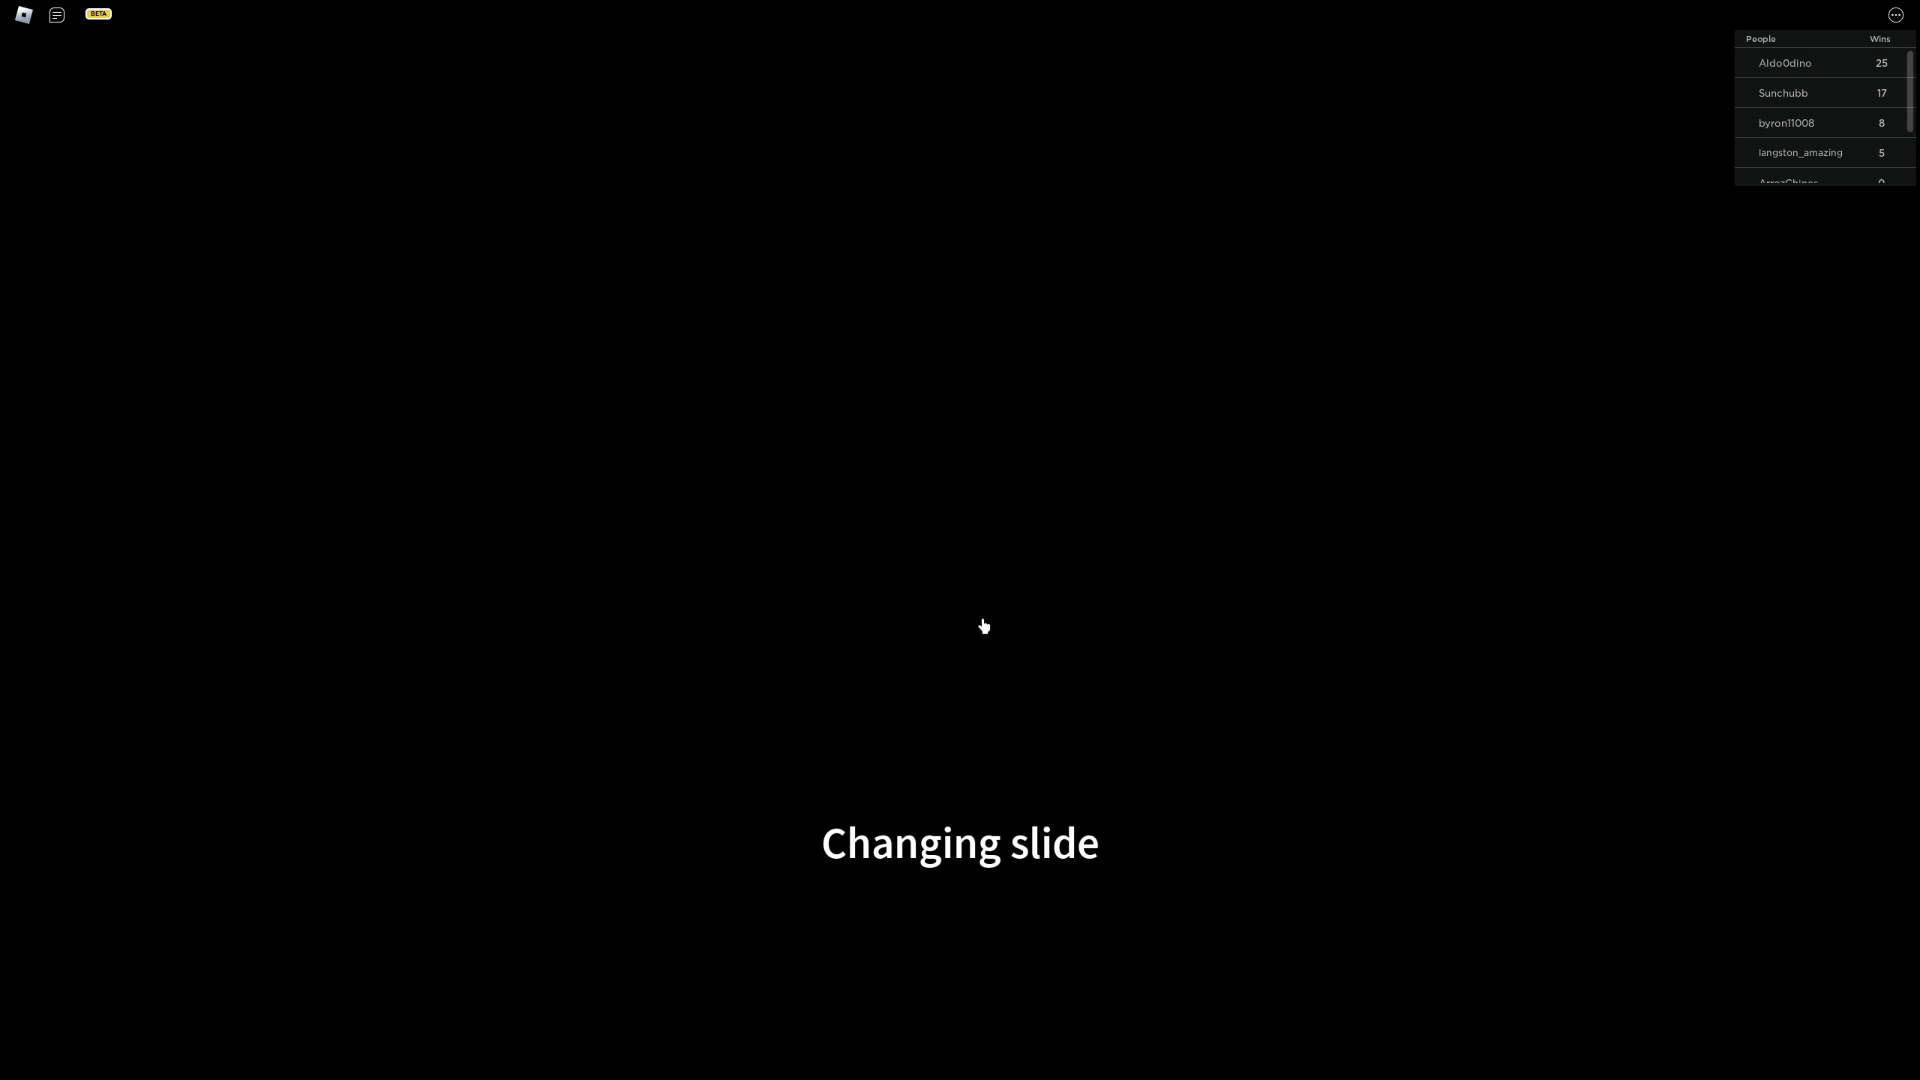 BETA
People Wins
Aldo0dino 25
Sunchubb 17
byron11008 8
langston_amazing 5
Changing slide